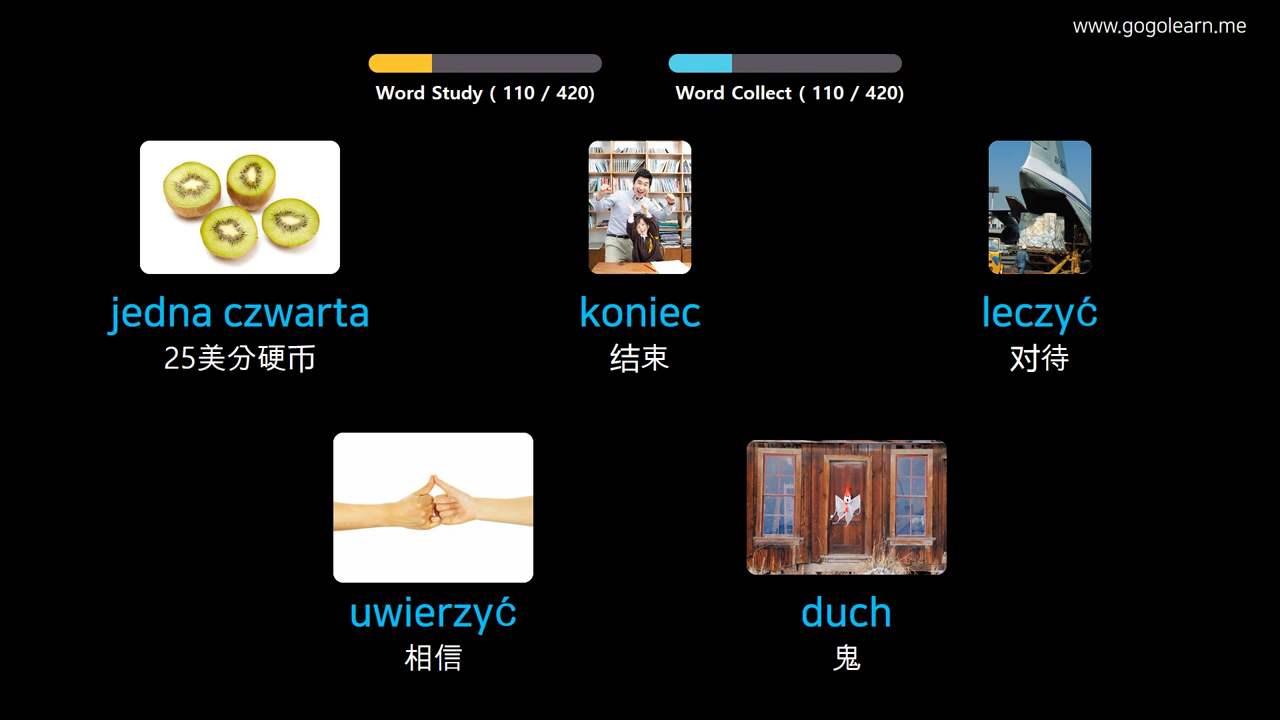 www.gogolearn.me
Word Study ( 110 / 420)
Word Collect ( 110 / 420)
jedna czwarta
25美分硬币
koniec
结束
leczyć
对待
uwierzyć
相信
duch
鬼